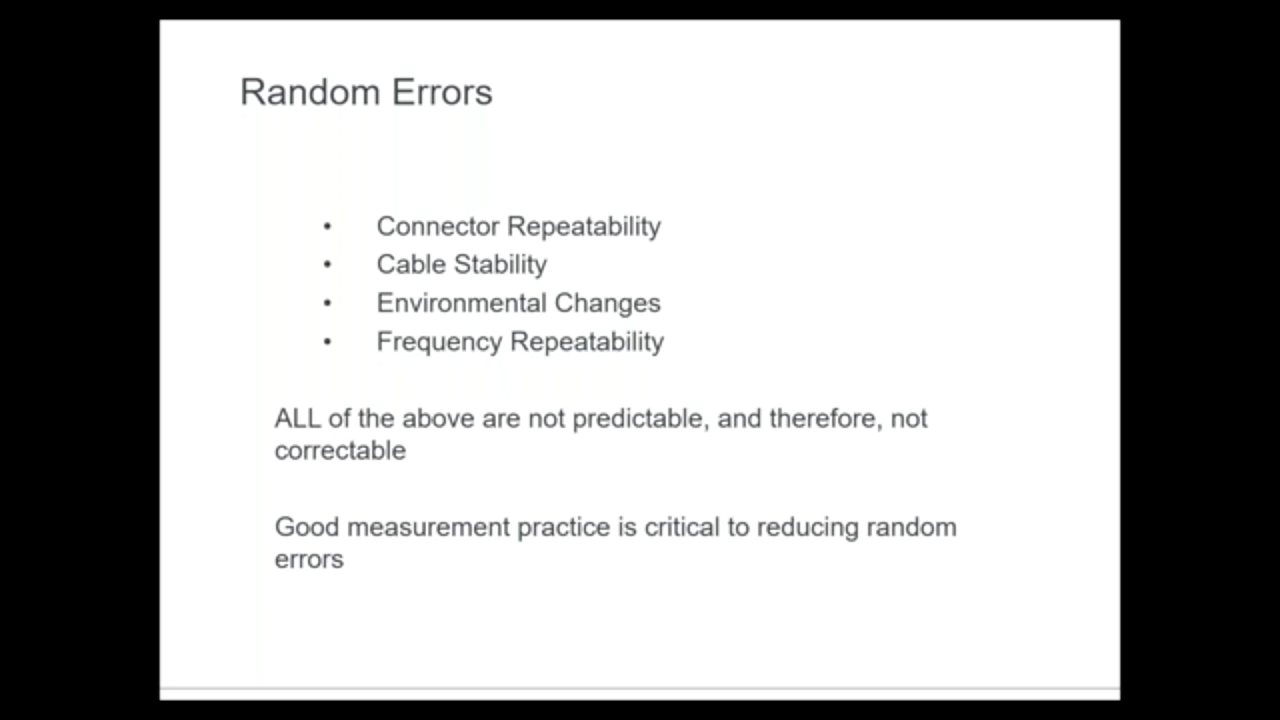 Random Errors
• Connector Repeatability
• Cable Stability
• Environmental Changes
• Frequency Repeatability
ALL of the above are not predictable, and therefore, not
correctable
Good measurement practice is critical to reducing random
errors